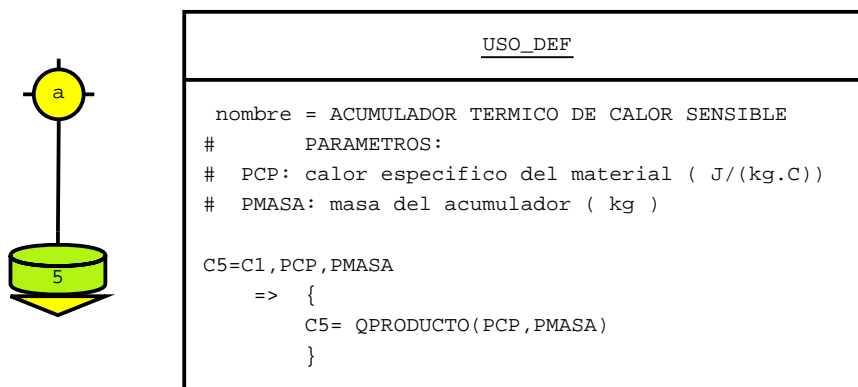 a
5
USO_DEF
nombre = ACUMULADOR TERMICO DE CALOR SENSIBLE
# PARAMETROS:
# PCP: calor especifico del material ( J/(kg.C))
# PMASA: masa del acumulador ( kg )
C5=C1,PCP,PMASA
=> {
C5= QPRODUCTO(PCP,PMASA)
}